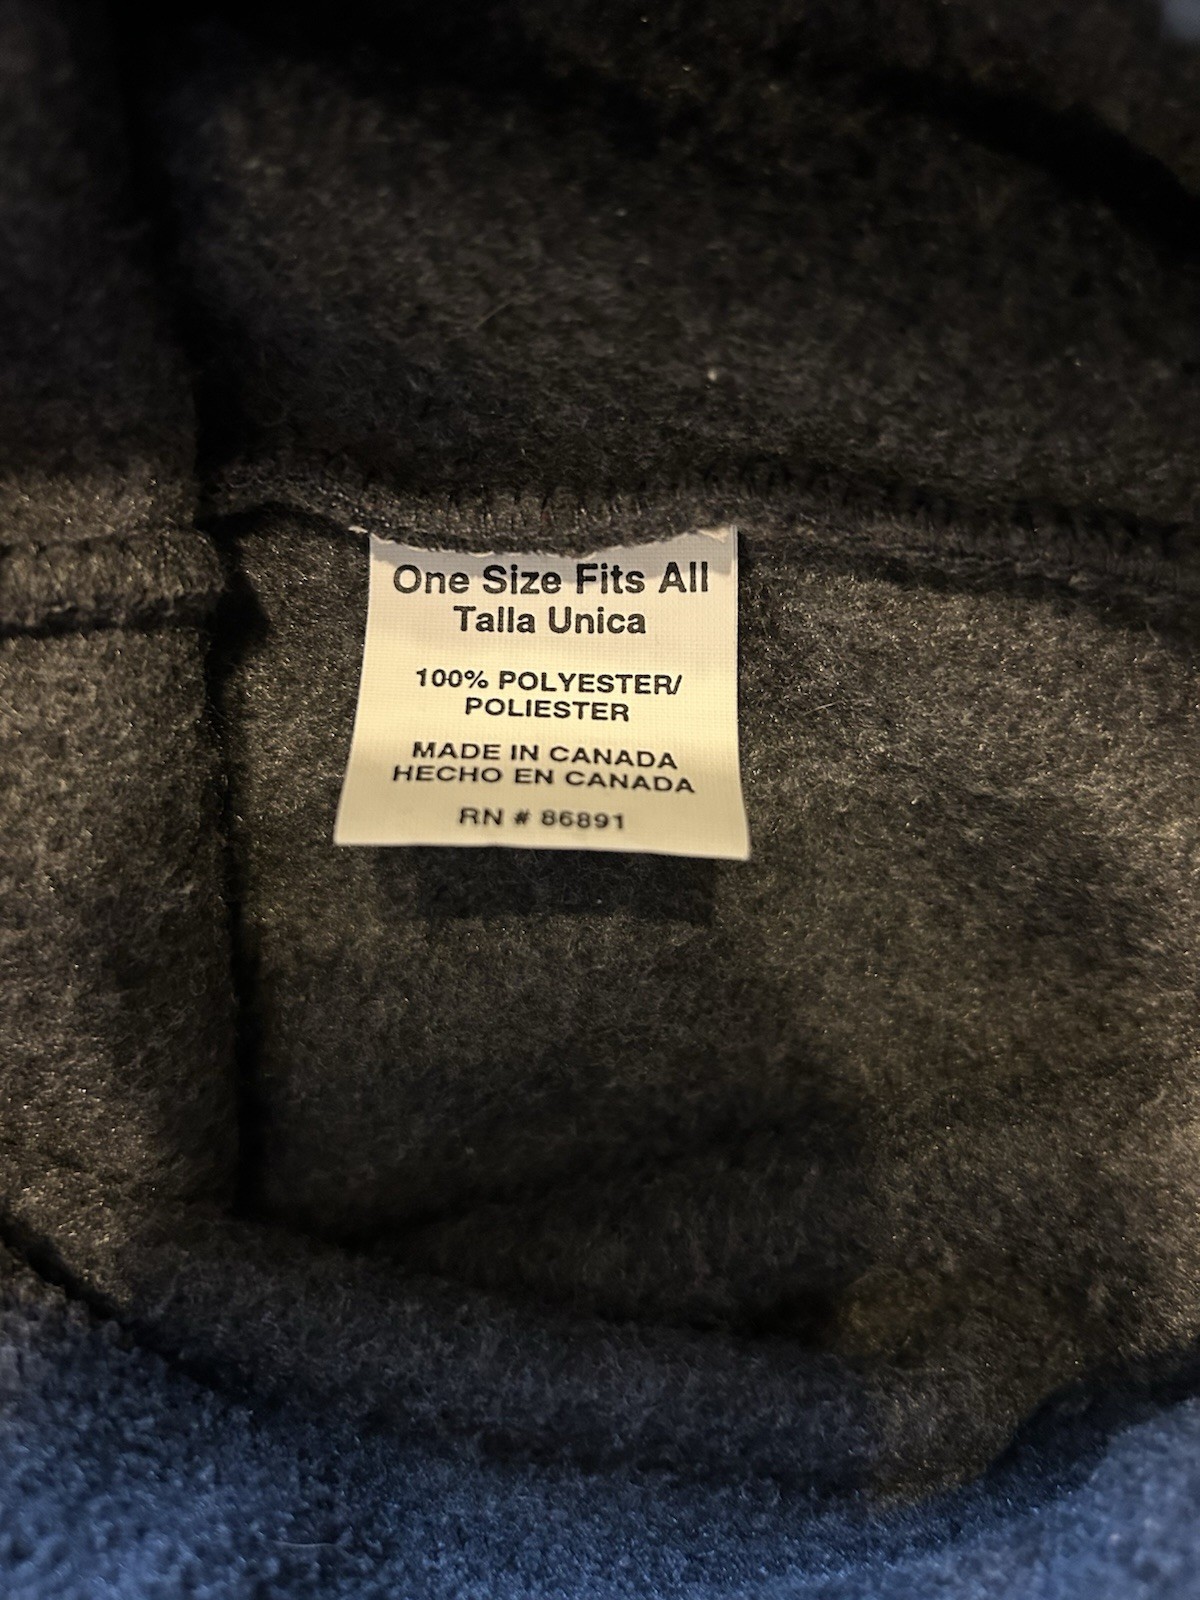 One Size Fits All
Talla Unica
100% POLYESTER/
POLIESTER
MADE IN CANADA
HECHO EN CANADA
RN # 86891